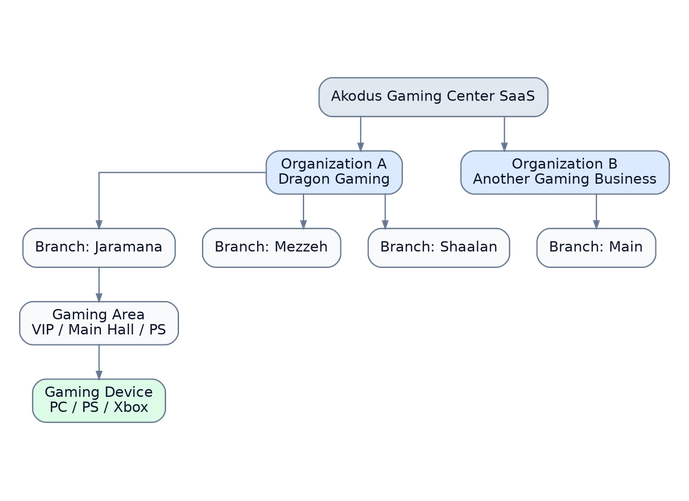 Akodus Gaming Center SaaS
Organization A
Dragon Gaming
Organization B
Another Gaming Business
Branch: Jaramana
Branch: Mezzeh
Branch: Shaalan
Branch: Main
Gaming Area
VIP / Main Hall / PS
Gaming Device
PC / PS / Xbox